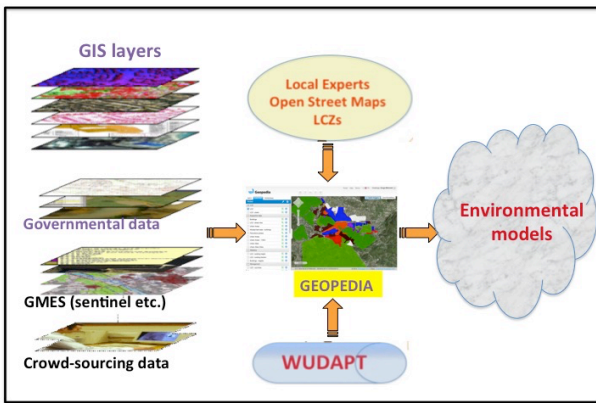 GIS layers
Governmental data
GMES (sentinel etc.)
Crowd-sourcing data
Local Experts
Open Street Maps
LCZs
Geopedia
GEOPEDIA
WUDAPT
Environmental
models